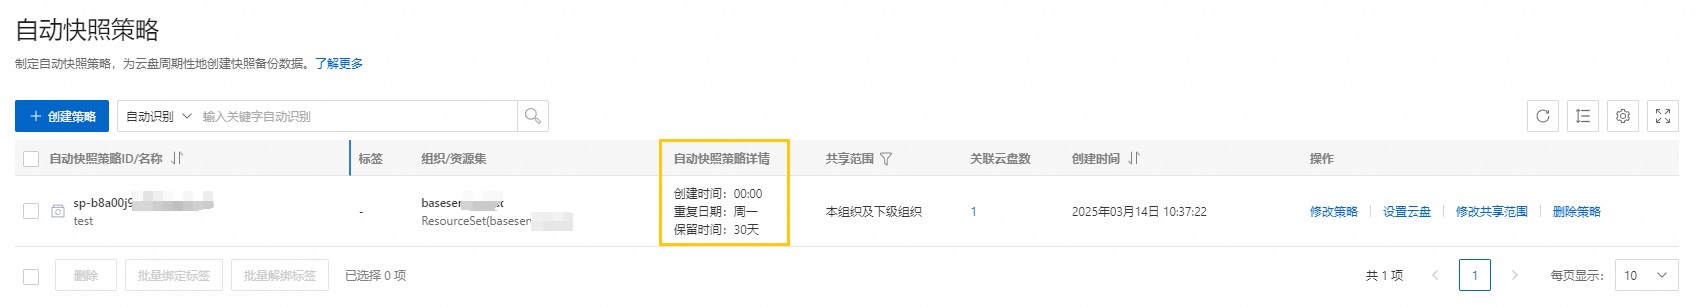 自动快照策略
制定自动快照策略，为云盘周期性地创建快照备份数据。了解更多
创建策略 自动识别 输入关键字自动识别
自动快照策略ID/名称 标签 组织/资源集 自动快照策略详情 共享范围 关联云盘数 创建时间 操作
sp-b8a00j9
test
-
basese
ResourceSet(baseser
创建时间：00:00
重复日期：周一
保留时间：30天
本组织及下级组织
1
2025年03月14日 10:37:22
修改策略 设置云盘 修改共享范围 删除策略
删除 批量绑定标签 批量解绑标签 已选择 0 项 共 1 项 1 每页显示： 10